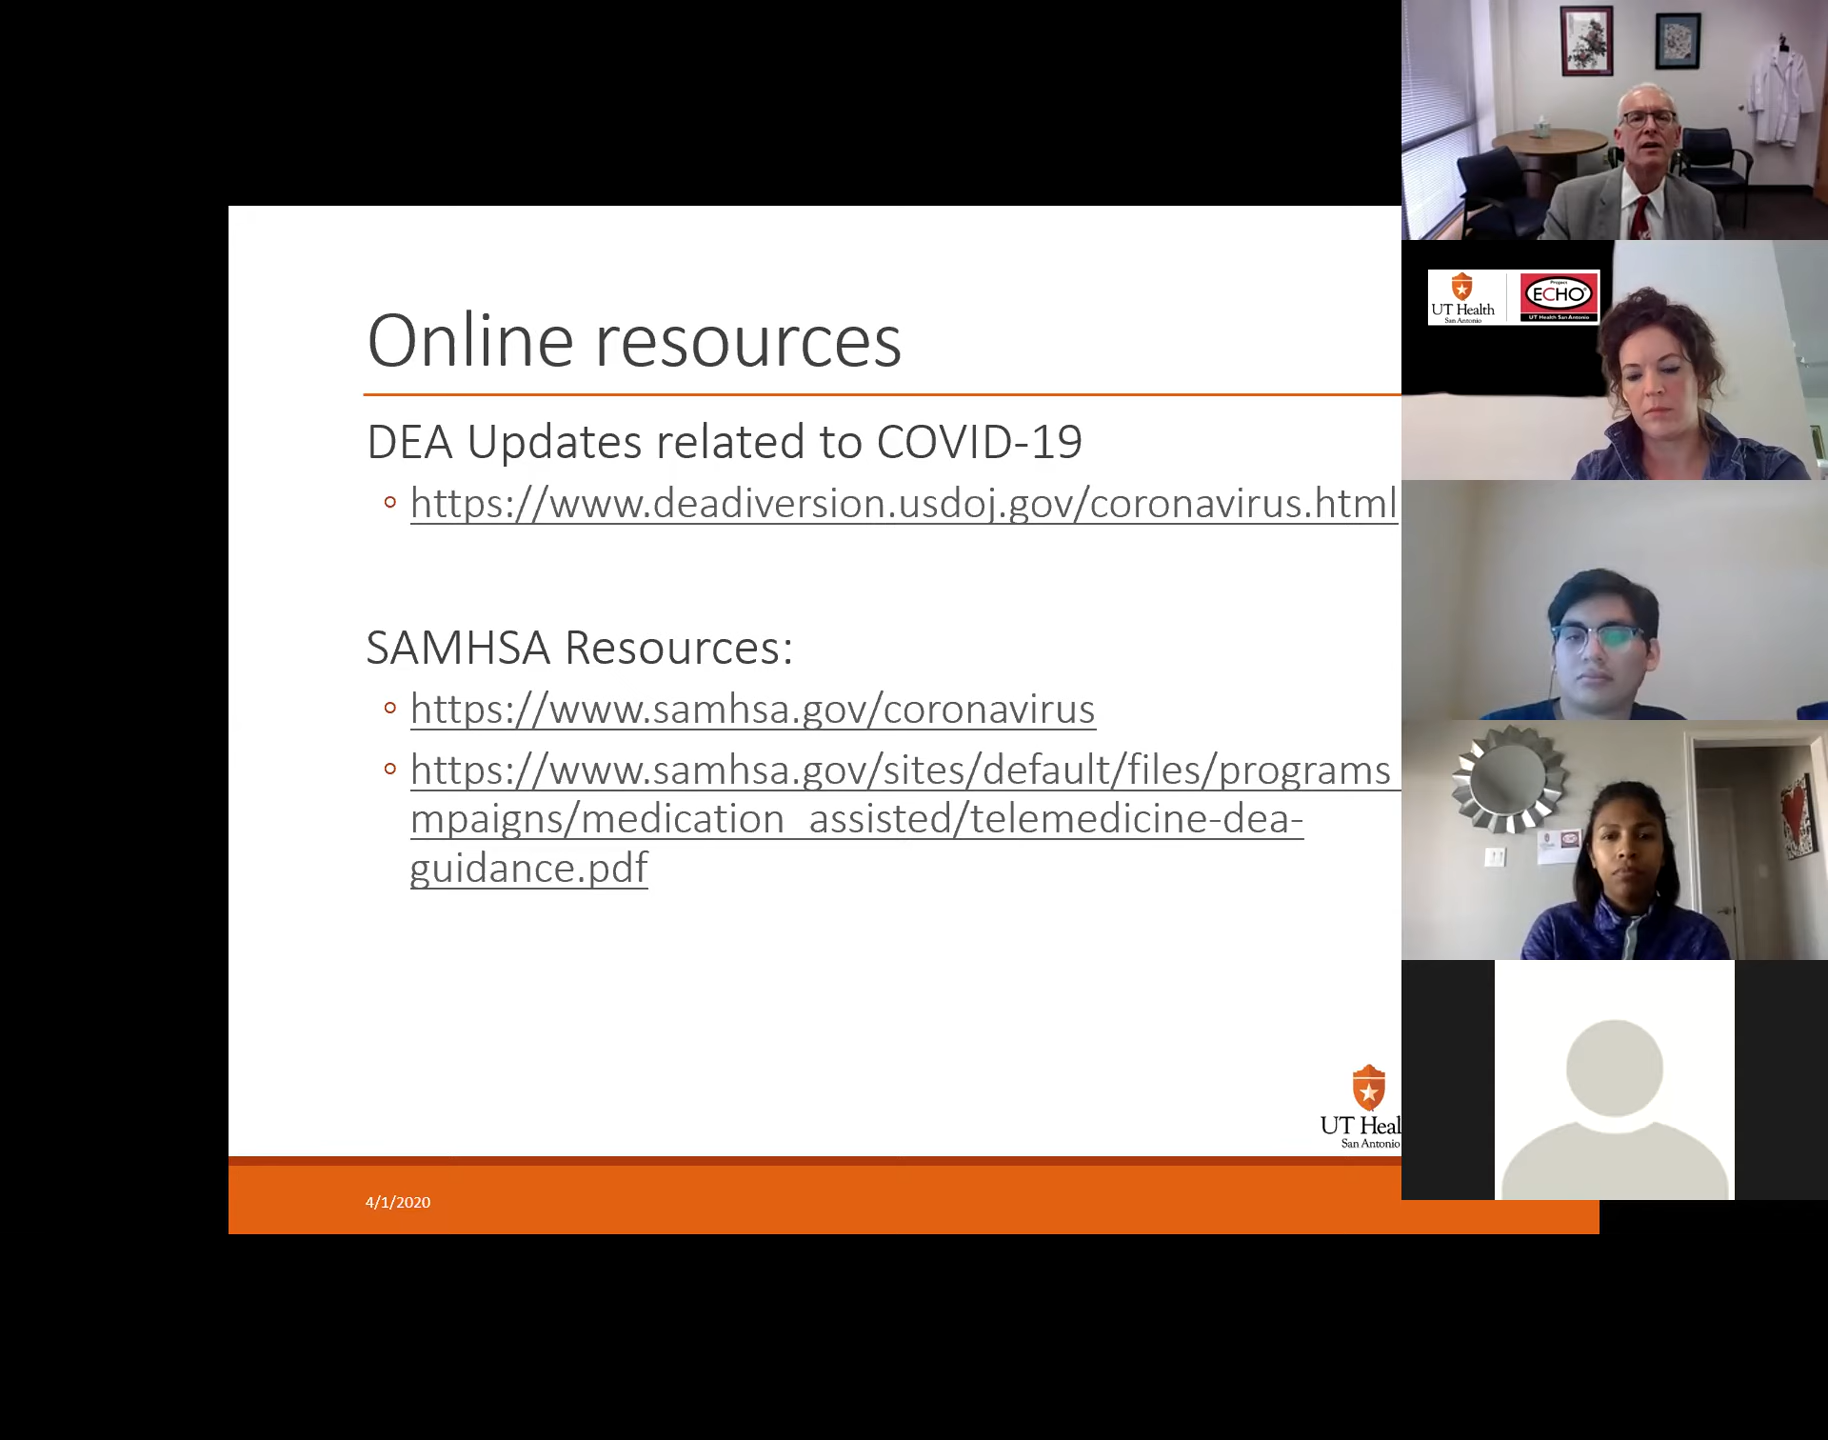 Online resources
DEA Updates related to COVID-19
https://www.deadiversion.usdoj.gov/coronavirus.html
SAMHSA Resources:
https://www.samhsa.gov/coronavirus
https://www.samhsa.gov/sites/default/files/programs
mpaigns/medication_assisted/telemedicine-dea-
guidance.pdf
UT Heal
San Antonio
4/1/2020
UT Health
San Antonio
Project
ECHO
UT Health San Antonio